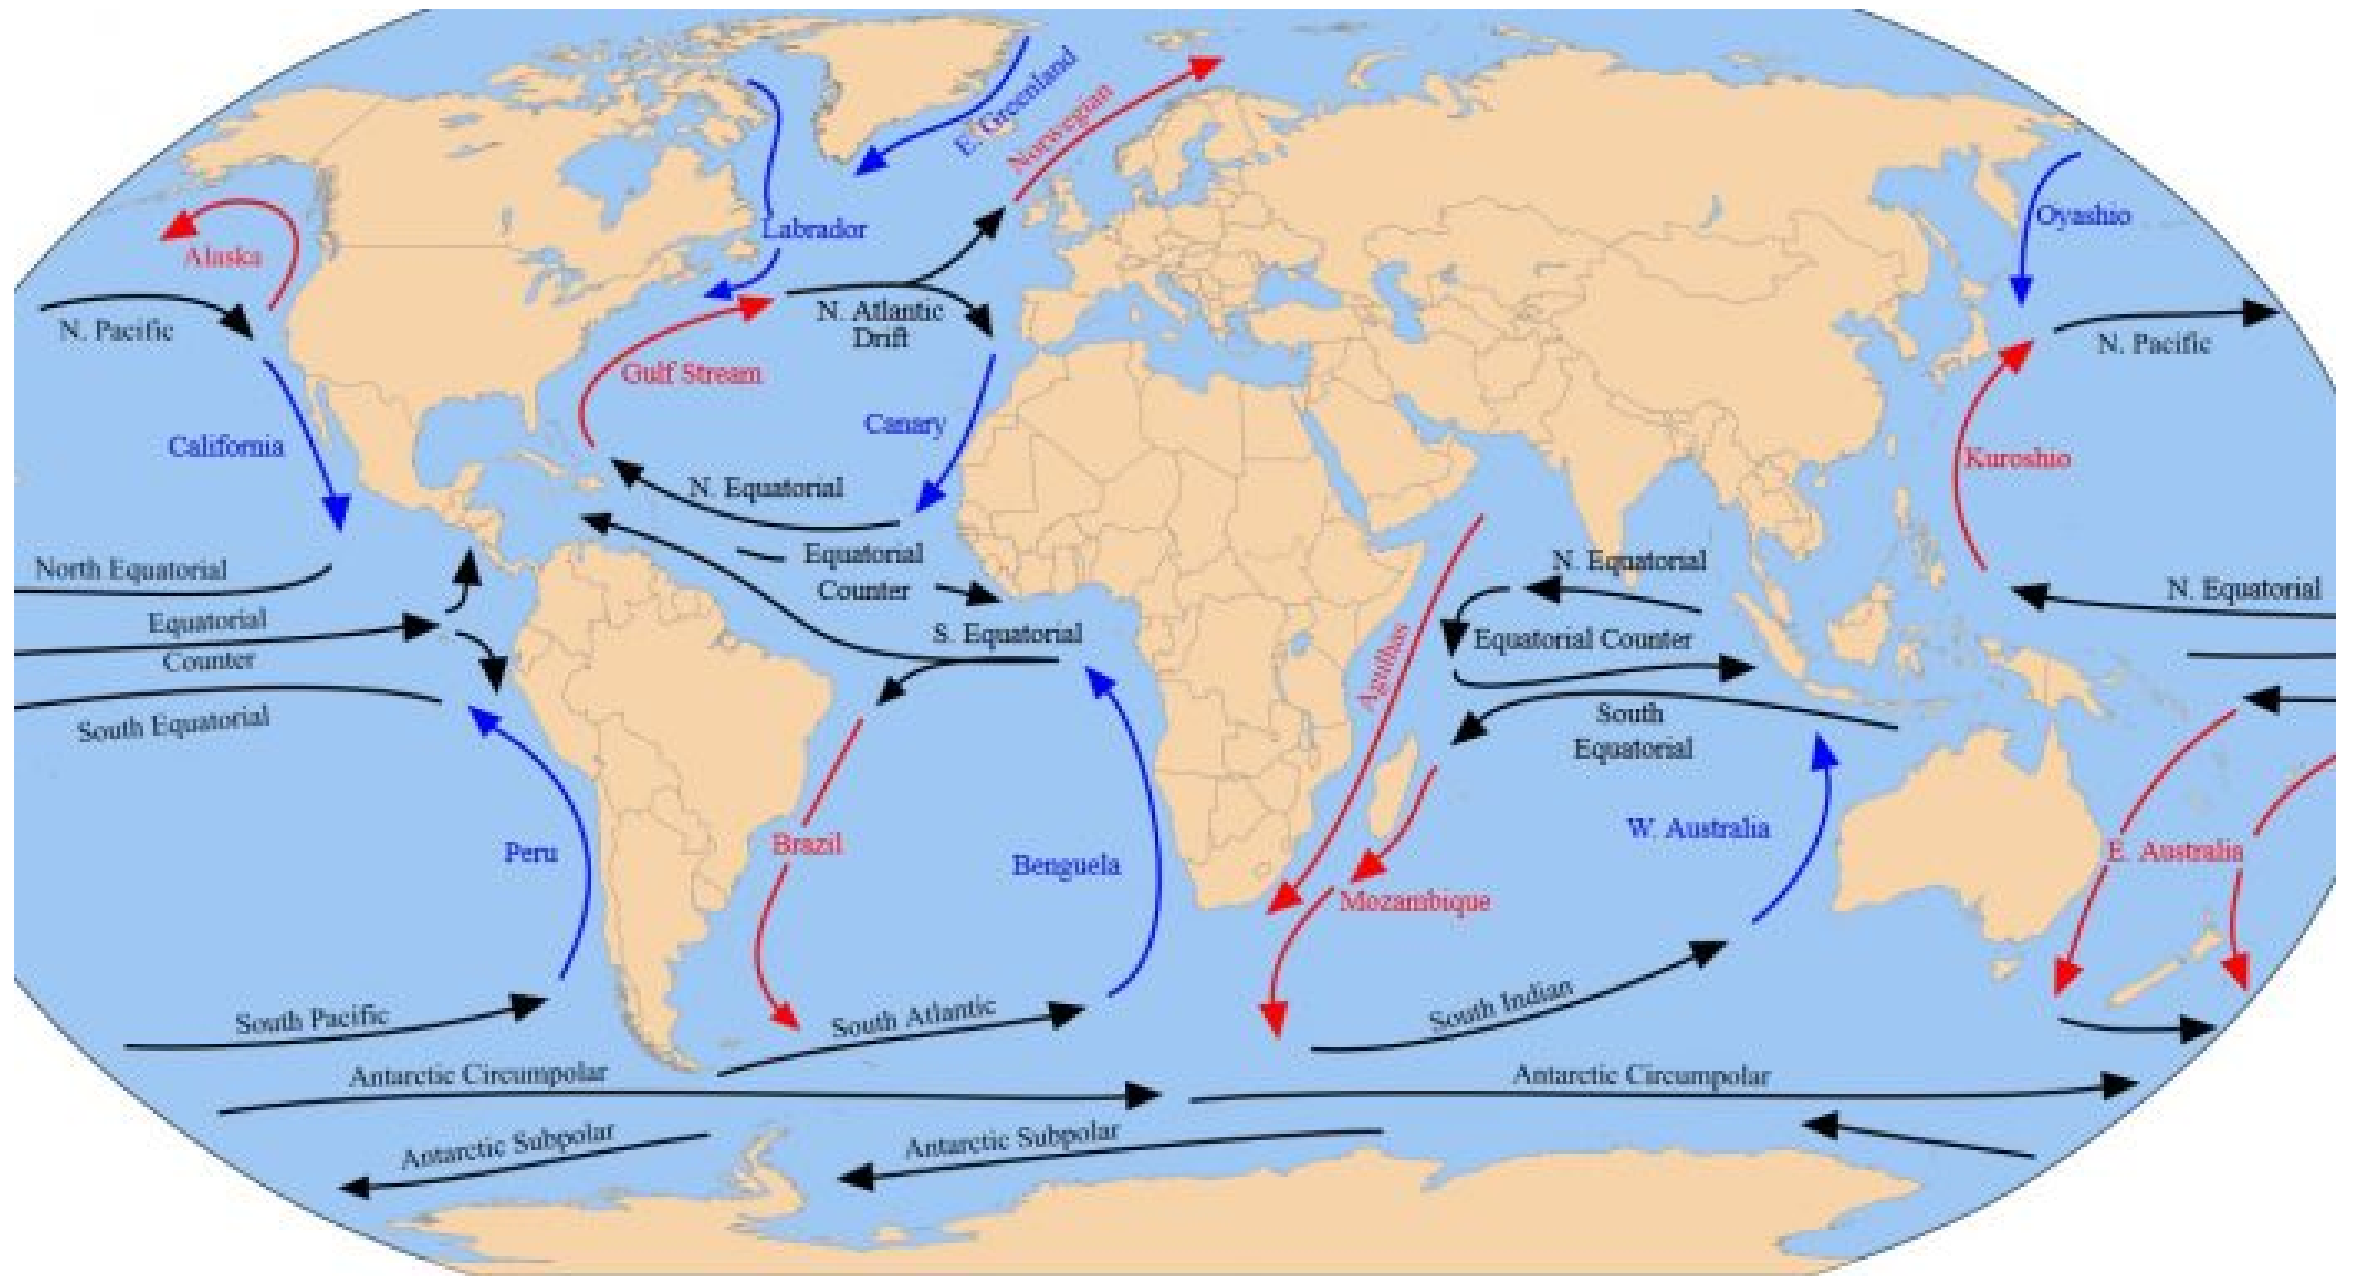 E. Greenland
Norwegian
Labrador
Oyashio
Alaska
N. Pacific
N. Atlantic
Drift
N. Pacific
Gulf Stream
Canary
California
Kuroshio
N. Equatorial
North Equatorial
Equatorial
Counter
N. Equatorial
N. Equatorial
Equatorial
Counter
S. Equatorial
Equatorial Counter
Agulhas
South Equatorial
South
Equatorial
Peru
Brazil
Benguela
W. Australia
E. Australia
Mozambique
South Pacific
South Atlantic
South Indian
Antarctic Circumpolar
Antarctic Circumpolar
Antarctic Subpolar
Antarctic Subpolar